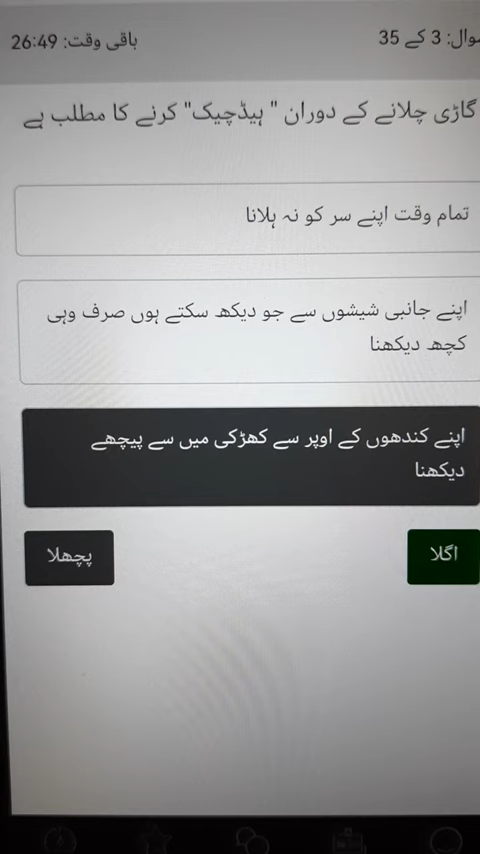 سوال: 3 کے 35
باقی وقت: 26:49
گاڑی چلانے کے دوران " ہیڈچیک" کرنے کا مطلب ہے
تمام وقت اپنے سر کو نہ ہلانا
اپنے جانبی شیشوں سے جو دیکھ سکتے ہوں صرف وہی
کچھ دیکھنا
اپنے کندھوں کے اوپر سے کھڑکی میں سے پیچھے
دیکھنا
اگلا
پچھلا